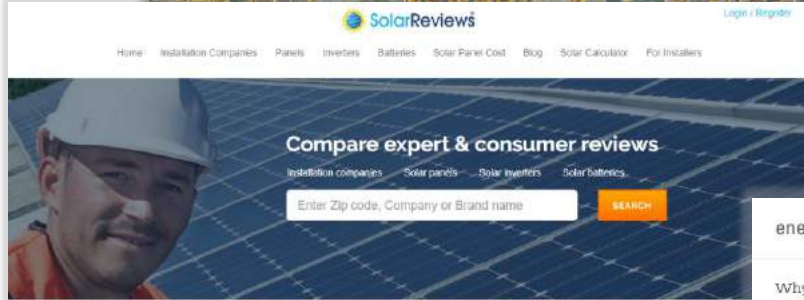 SolarReviews
Login / Register
Home Installation Companies Panels Inverters Batteries Solar Panel Cost Blog Solar Calculator For Installers
Compare expert & consumer reviews
Installation companies Solar panels Solar inverters Solar batteries
Enter Zip code, Company or Brand name
SEARCH
ene
Why